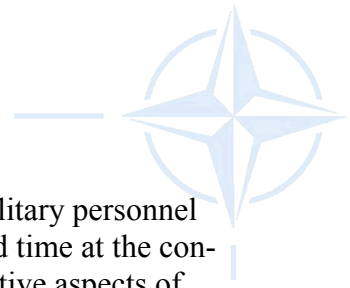 litary personnel
d time at the con-
tive aspects of